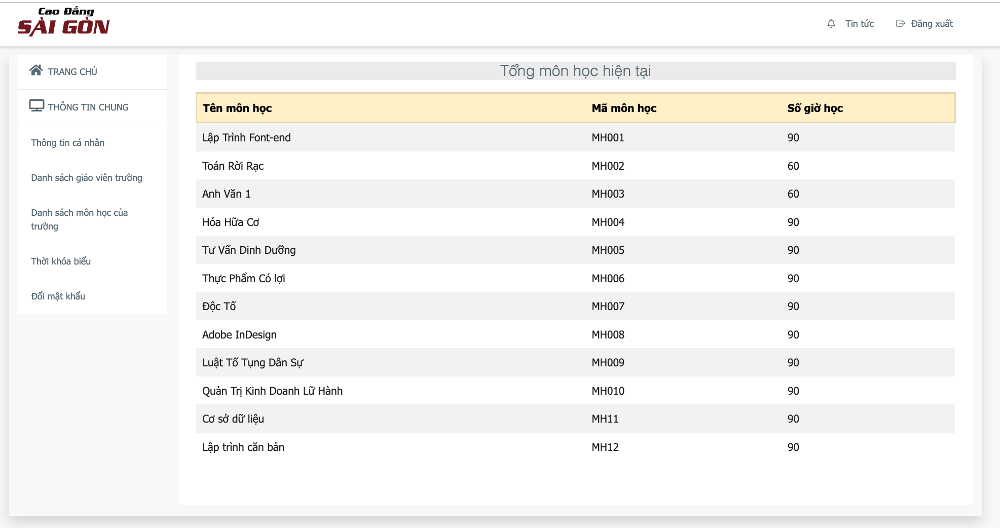 Cao Đẳng
SÀI GÒN
Tin tức
Đăng xuất
TRANG CHỦ
THÔNG TIN CHUNG
Thông tin cá nhân
Danh sách giáo viên trường
Danh sách môn học của
trường
Thời khóa biểu
Đổi mật khẩu
Tổng môn học hiện tại
Tên môn học Mã môn học Số giờ học
Lập Trình Font-end MH001 90
Toán Rời Rạc MH002 60
Anh Văn 1 MH003 60
Hóa Hữa Cơ MH004 90
Tư Vấn Dinh Dưỡng MH005 90
Thực Phẩm Có lợi MH006 90
Độc Tố MH007 90
Adobe InDesign MH008 90
Luật Tố Tụng Dân Sự MH009 90
Quản Trị Kinh Doanh Lữ Hành MH010 90
Cơ sở dữ liệu MH11 90
Lập trình căn bản MH12 90